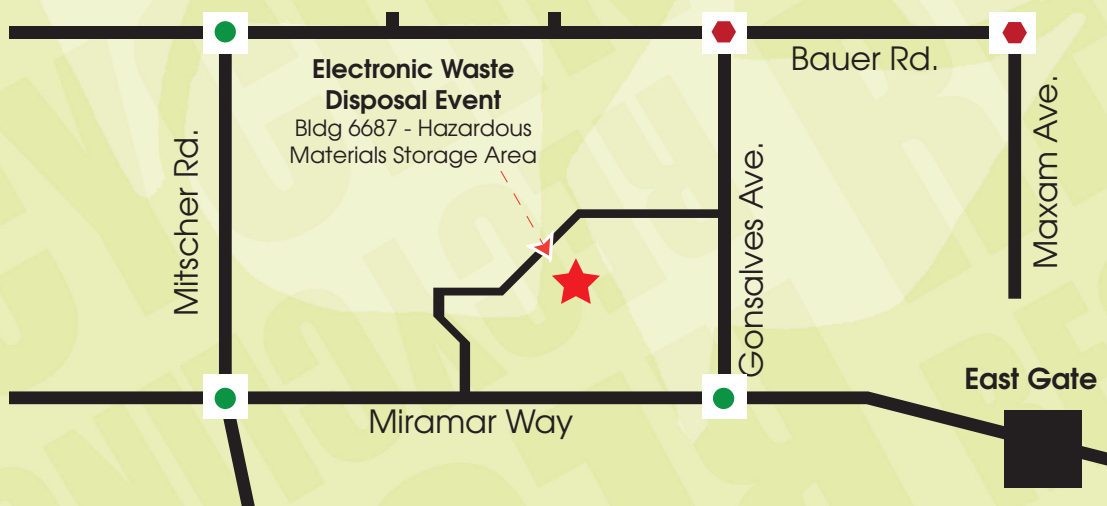 Electronic Waste
Disposal Event
Bldg 6687 - Hazardous
Materials Storage Area
Bauer Rd.
Mitscher Rd.
Gonsalves Ave.
Maxam Ave.
East Gate
Miramar Way